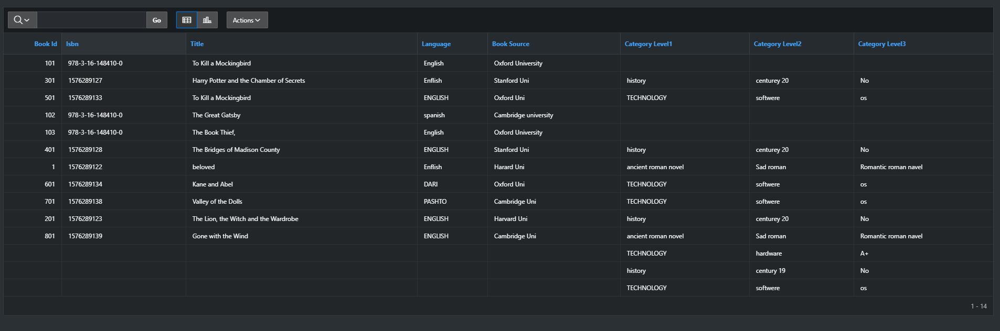 Go Actions
Book Id Isbn Title Language Book Source Category Level1 Category Level2 Category Level3
101 978-3-16-148410-0 To Kill a Mockingbird English Oxford University
301 1576289127 Harry Potter and the Chamber of Secrets Enflish Stanford Uni history centurey 20 No
501 1576289133 To Kill a Mockingbird ENGLISH Oxford Uni TECHNOLOGY softwere os
102 978-3-16-148410-0 The Great Gatsby spanish Cambridge university
103 978-3-16-148410-0 The Book Thief, English Oxford University
401 1576289128 The Bridges of Madison County ENGLISH Stanford Uni history centurey 20 No
1 1576289122 beloved Enflish Harard Uni ancient roman novel Sad roman Romantic roman navel
601 1576289134 Kane and Abel DARI Oxford Uni TECHNOLOGY softwere os
701 1576289138 Valley of the Dolls PASHTO Cambridge Uni TECHNOLOGY softwere os
201 1576289123 The Lion, the Witch and the Wardrobe ENGLISH Harvard Uni history centurey 20 No
801 1576289139 Gone with the Wind ENGLISH Cambridge Uni ancient roman novel Sad roman Romantic roman navel
TECHNOLOGY hardware A+
history century 19 No
TECHNOLOGY softwere os
1 - 14